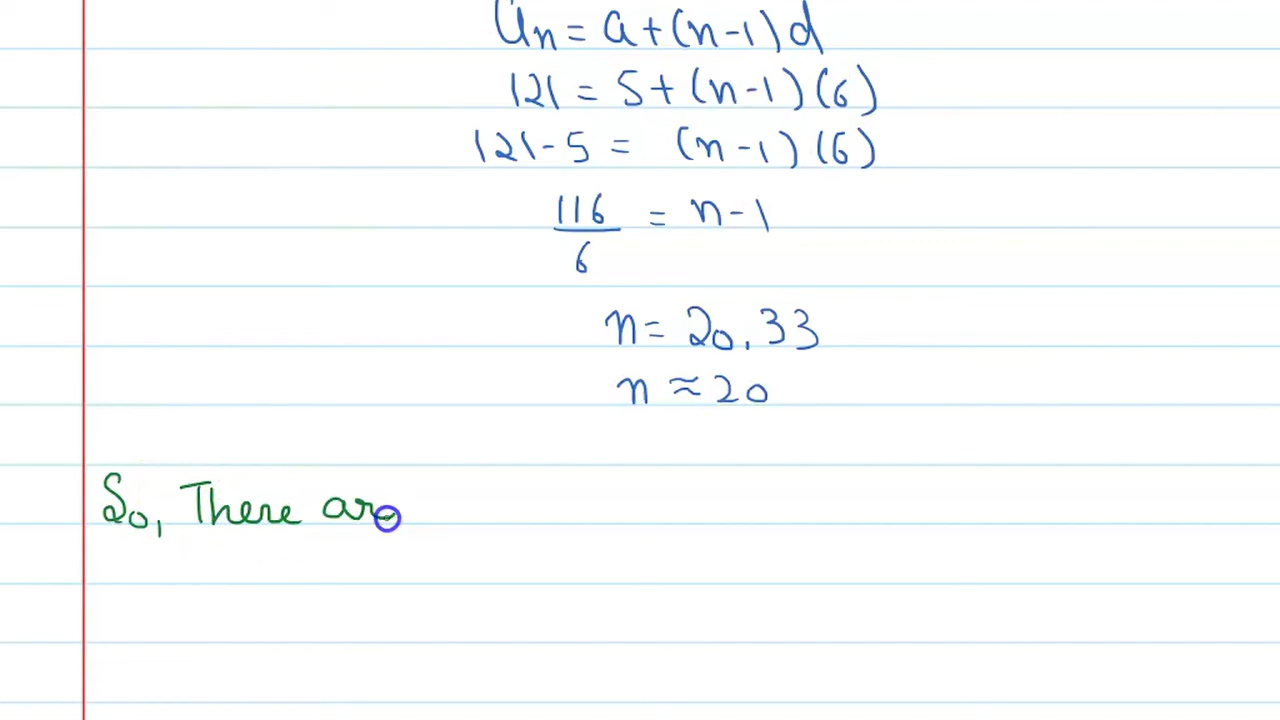 Un = a + (n-1) d
121 = 5 + (n-1) (6)
121 - 5 = (n-1) (6)
116/6 = n - 1
n = 20.33
n ≈ 20
So, There are